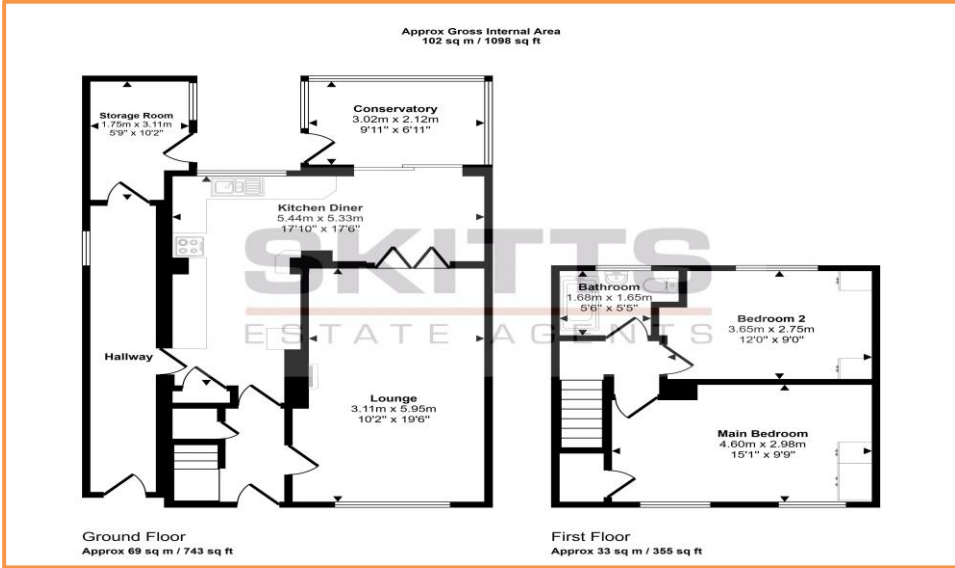 Approx Gross Internal Area
102 sq m / 1098 sq ft
Storage Room
1.75m x 3.11m
5'9" x 10'2"
Conservatory
3.02m x 2.12m
9'11" x 6'11"
Kitchen Diner
5.44m x 5.33m
17'10" x 17'6"
SKITTS
ESTATE AGENTS
Hallway
Lounge
3.11m x 5.95m
10'2" x 19'6"
Bathroom
1.68m x 1.65m
5'6" x 5'5"
Bedroom 2
3.65m x 2.75m
12'0" x 9'0"
Main Bedroom
4.60m x 2.98m
15'1" x 9'9"
Ground Floor
Approx 69 sq m / 743 sq ft
First Floor
Approx 33 sq m / 355 sq ft